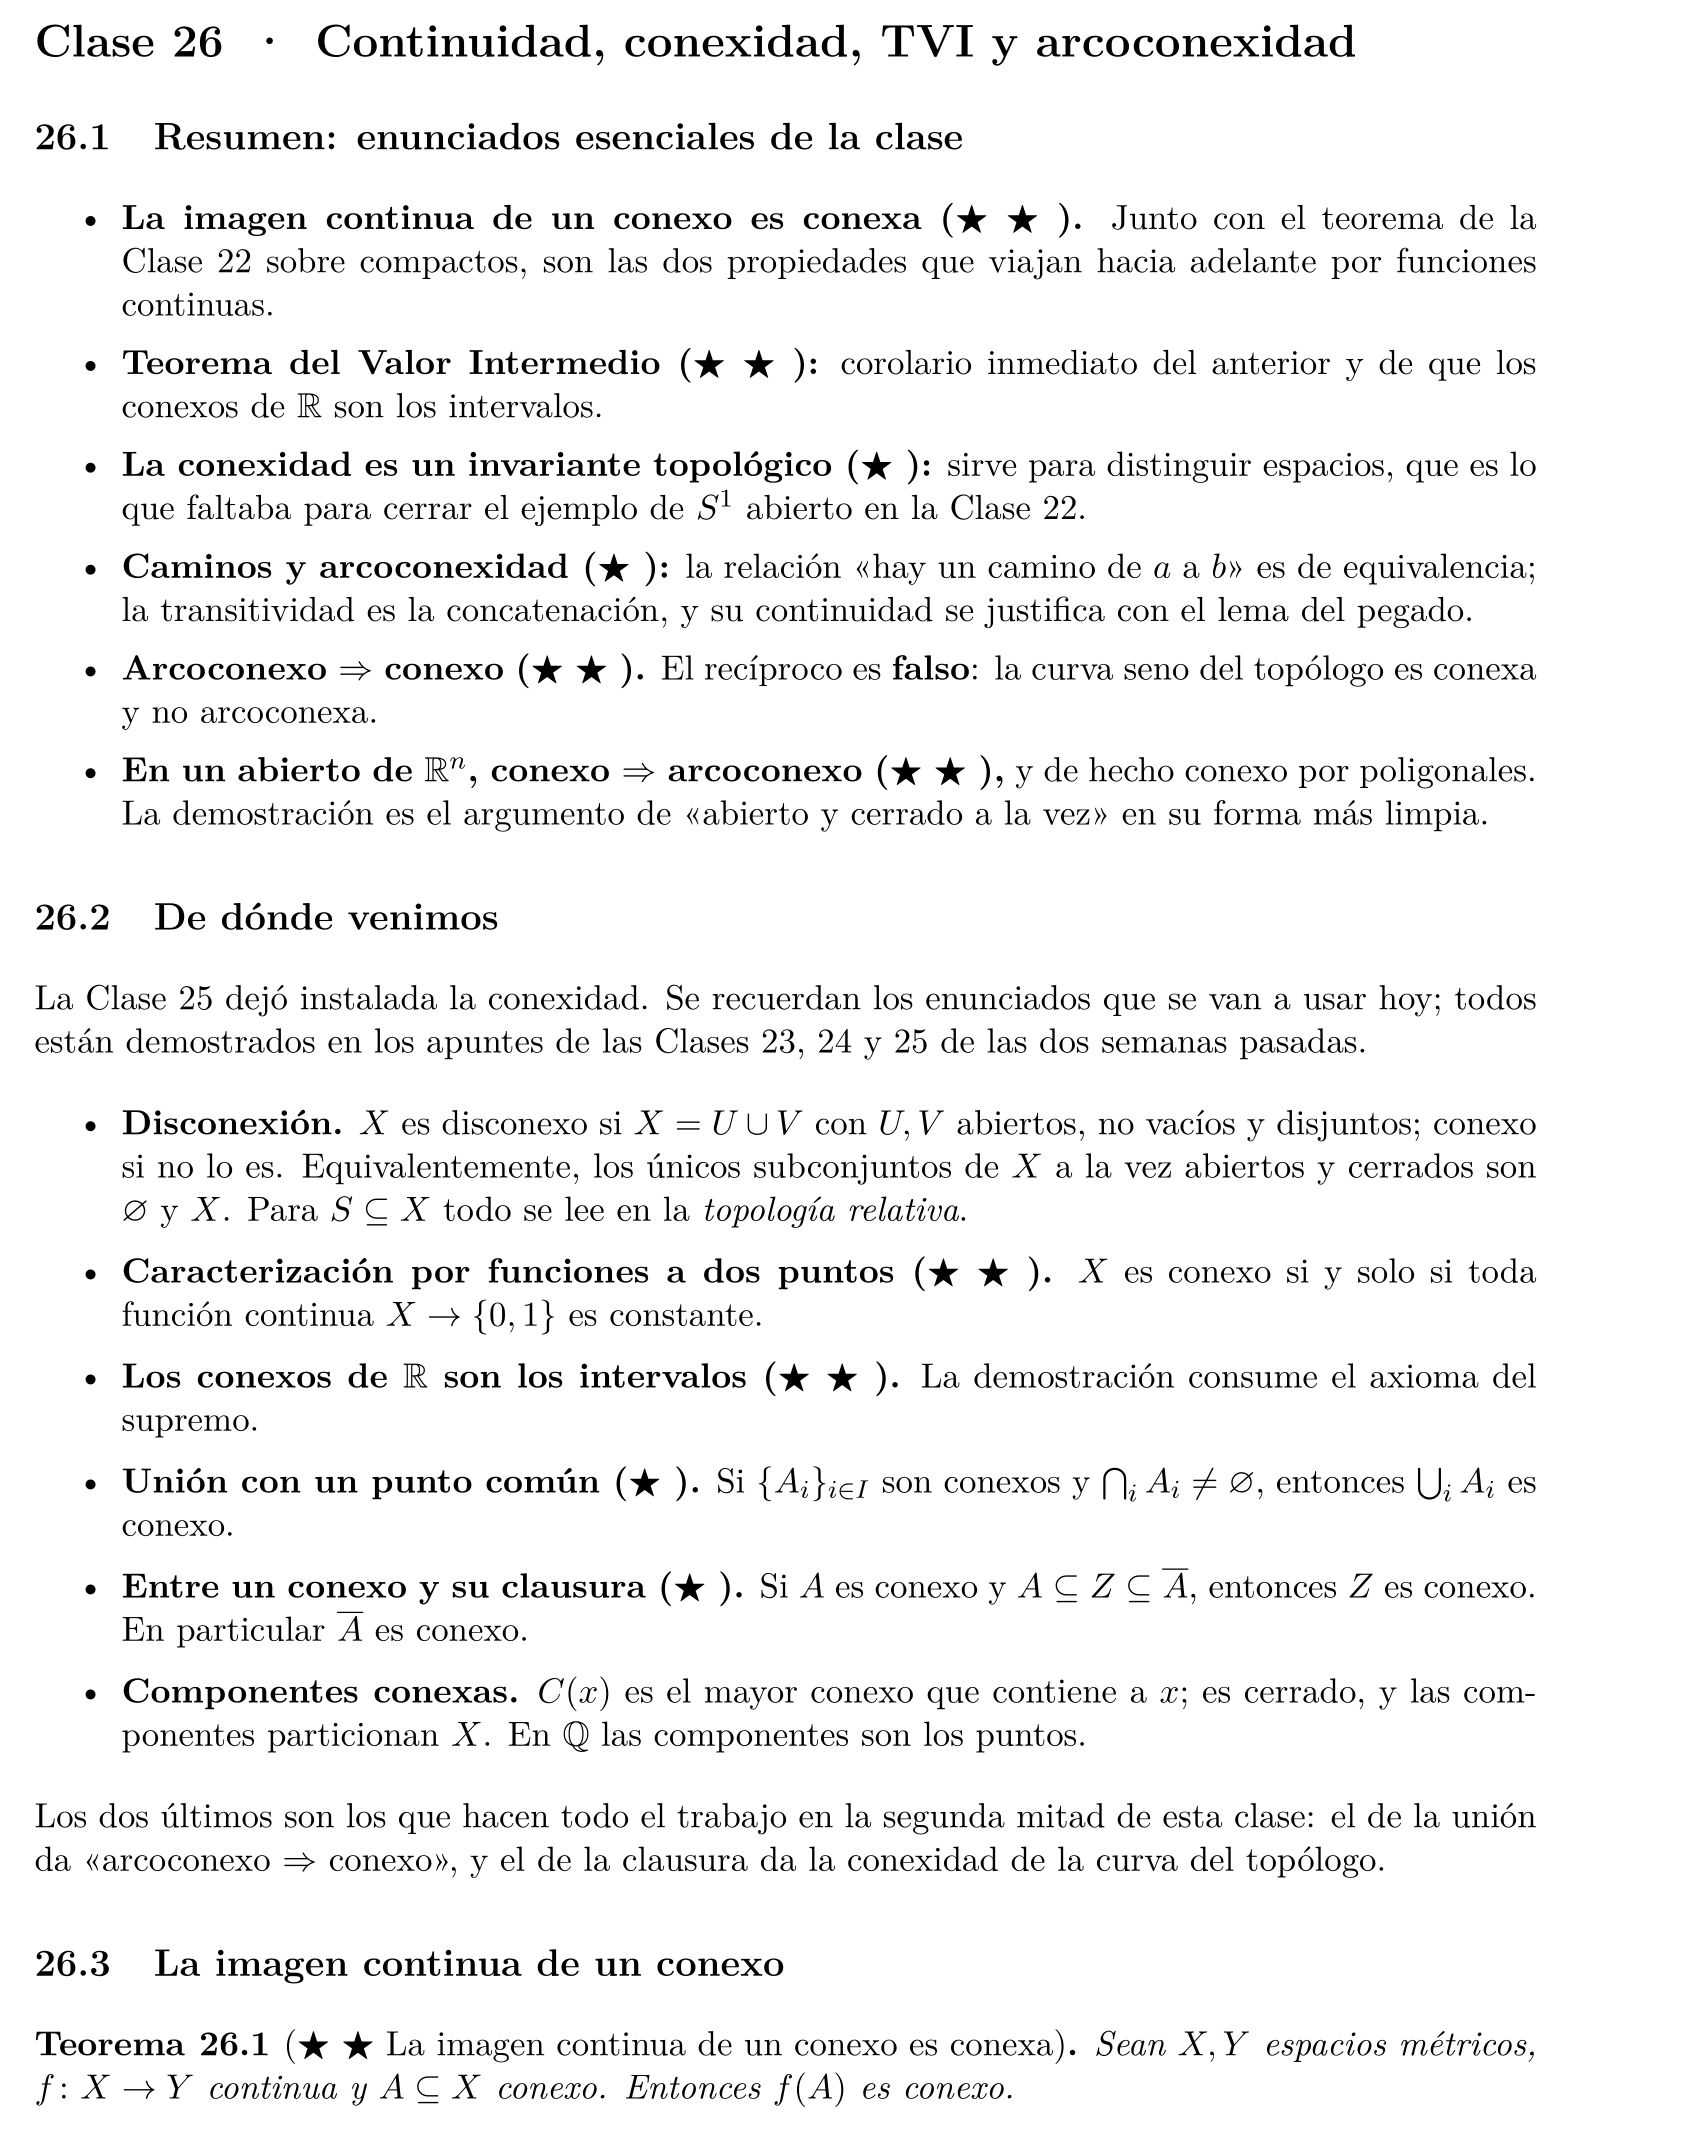 Clase 26 · Continuidad, conexidad, TVI y arcoconexidad
26.1 Resumen: enunciados esenciales de la clase
• La imagen continua de un conexo es conexa (★ ★ ). Junto con el teorema de la
Clase 22 sobre compactos, son las dos propiedades que viajan hacia adelante por funciones
continuas.
• Teorema del Valor Intermedio (★ ★ ): corolario inmediato del anterior y de que los
conexos de ℝ son los intervalos.
• La conexidad es un invariante topológico (★ ): sirve para distinguir espacios, que es lo
que faltaba para cerrar el ejemplo de S¹ abierto en la Clase 22.
• Caminos y arcoconexidad (★ ): la relación «hay un camino de a a b» es de equivalencia;
la transitividad es la concatenación, y su continuidad se justifica con el lema del pegado.
• Arcoconexo ⇒ conexo (★ ★ ). El recíproco es falso: la curva seno del topólogo es conexa
y no arcoconexa.
• En un abierto de ℝⁿ, conexo ⇒ arcoconexo (★ ★ ), y de hecho conexo por poligonales.
La demostración es el argumento de «abierto y cerrado a la vez» en su forma más limpia.
26.2 De dónde venimos
La Clase 25 dejó instalada la conexidad. Se recuerdan los enunciados que se van a usar hoy; todos
están demostrados en los apuntes de las Clases 23, 24 y 25 de las dos semanas pasadas.
• Disconexión. X es disconexo si X = U ∪ V con U, V abiertos, no vacíos y disjuntos; conexo
si no lo es. Equivalentemente, los únicos subconjuntos de X a la vez abiertos y cerrados son
∅ y X. Para S ⊆ X todo se lee en la topología relativa.
• Caracterización por funciones a dos puntos (★ ★ ). X es conexo si y solo si toda
función continua X → {0, 1} es constante.
• Los conexos de ℝ son los intervalos (★ ★ ). La demostración consume el axioma del
supremo.
• Unión con un punto común (★ ). Si {Aᵢ}ᵢ∈I son conexos y ⋂ᵢ Aᵢ ≠ ∅, entonces ⋃ᵢ Aᵢ es
conexo.
• Entre un conexo y su clausura (★ ). Si A es conexo y A ⊆ Z ⊆ A̅, entonces Z es conexo.
En particular A̅ es conexo.
• Componentes conexas. C(x) es el mayor conexo que contiene a x; es cerrado, y las com-
ponentes particionan X. En ℚ las componentes son los puntos.
Los dos últimos son los que hacen todo el trabajo en la segunda mitad de esta clase: el de la unión
da «arcoconexo ⇒ conexo», y el de la clausura da la conexidad de la curva del topólogo.
26.3 La imagen continua de un conexo
Teorema 26.1 (★ ★ La imagen continua de un conexo es conexa). Sean X, Y espacios métricos,
f : X → Y continua y A ⊆ X conexo. Entonces f(A) es conexo.